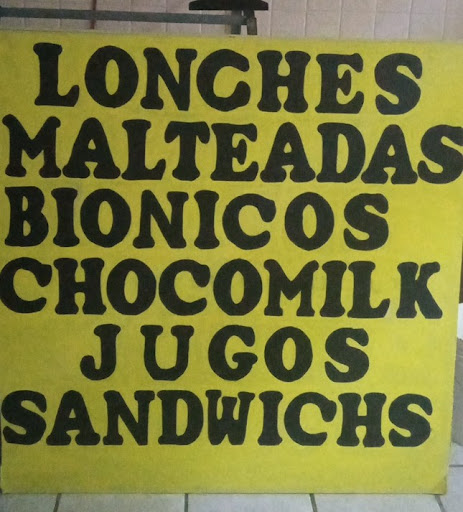 LONCHES
MALTEADAS
BIONICOS
CHOCOMILK
JUGOS
SANDWICHS